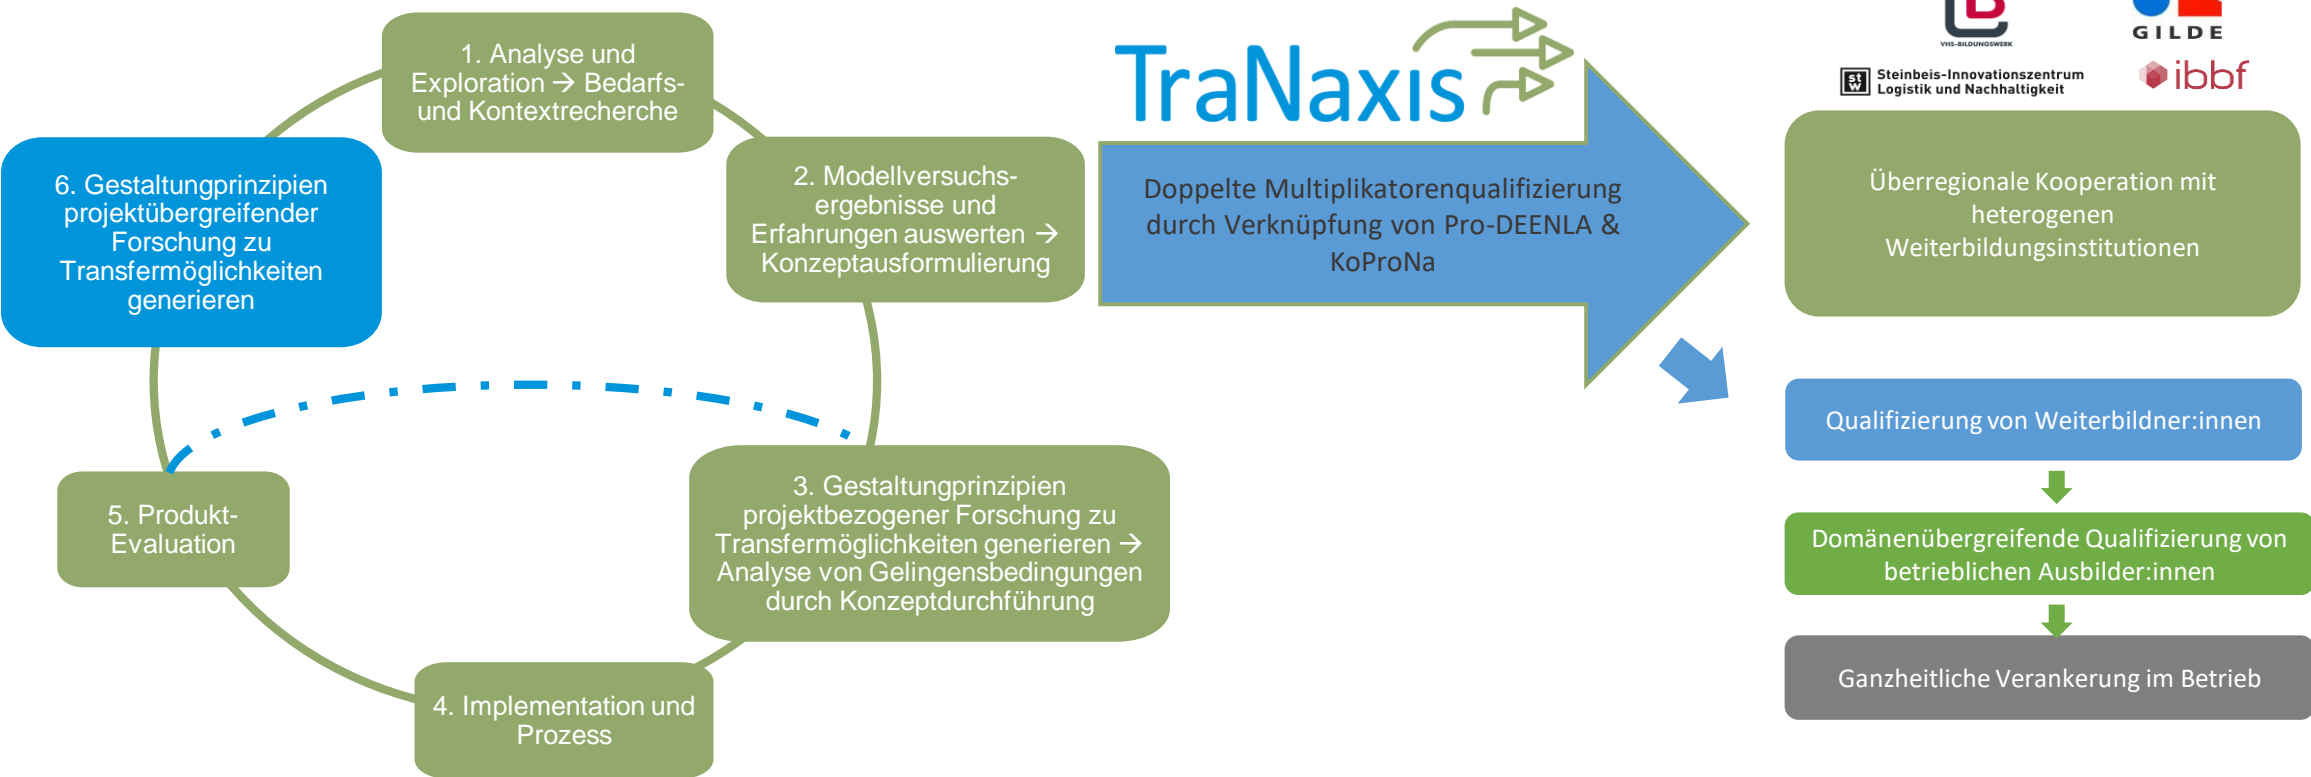 1. Analyse und
Exploration → Bedarfs-
und Kontextrecherche
2. Modellversuchs-
ergebnisse und
Erfahrungen auswerten →
Konzeptausformulierung
3. Gestaltungprinzipien
projektbezogener Forschung zu
Transfermöglichkeiten generieren →
Analyse von Gelingensbedingungen
durch Konzeptdurchführung
4. Implementation und
Prozess
5. Produkt-
Evaluation
6. Gestaltungprinzipien
projektübergreifender
Forschung zu
Transfermöglichkeiten
generieren
TraNaxis
Doppelte Multiplikatorenqualifizierung
durch Verknüpfung von Pro-DEENLA &
KoProNa
B
VHS-BILDUNGSWERK
GILDE
stw Steinbeis-Innovationszentrum
Logistik und Nachhaltigkeit
ibbf
Überregionale Kooperation mit
heterogenen
Weiterbildungsinstitutionen
Qualifizierung von Weiterbildner:innen
Domänenübergreifende Qualifizierung von
betrieblichen Ausbilder:innen
Ganzheitliche Verankerung im Betrieb